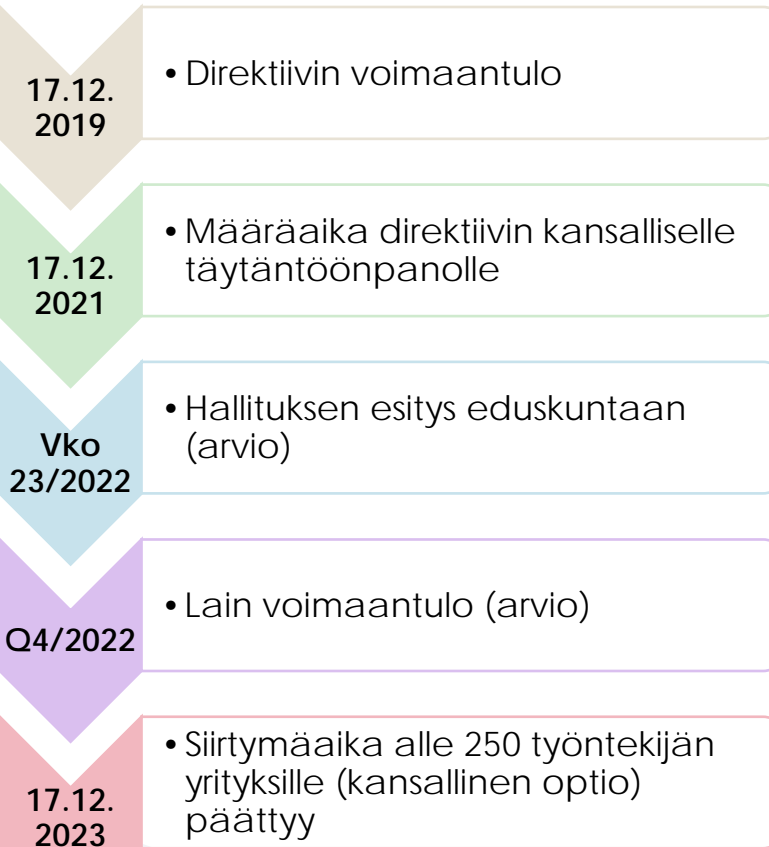 17.12.
2019
• Direktiivin voimaantulo
17.12.
2021
• Määräaika direktiivin kansalliselle
täytäntöönpanolle
Vko
23/2022
• Hallituksen esitys eduskuntaan
(arvio)
Q4/2022
• Lain voimaantulo (arvio)
17.12.
2023
• Siirtymäaika alle 250 työntekijän
yrityksille (kansallinen optio)
päättyy